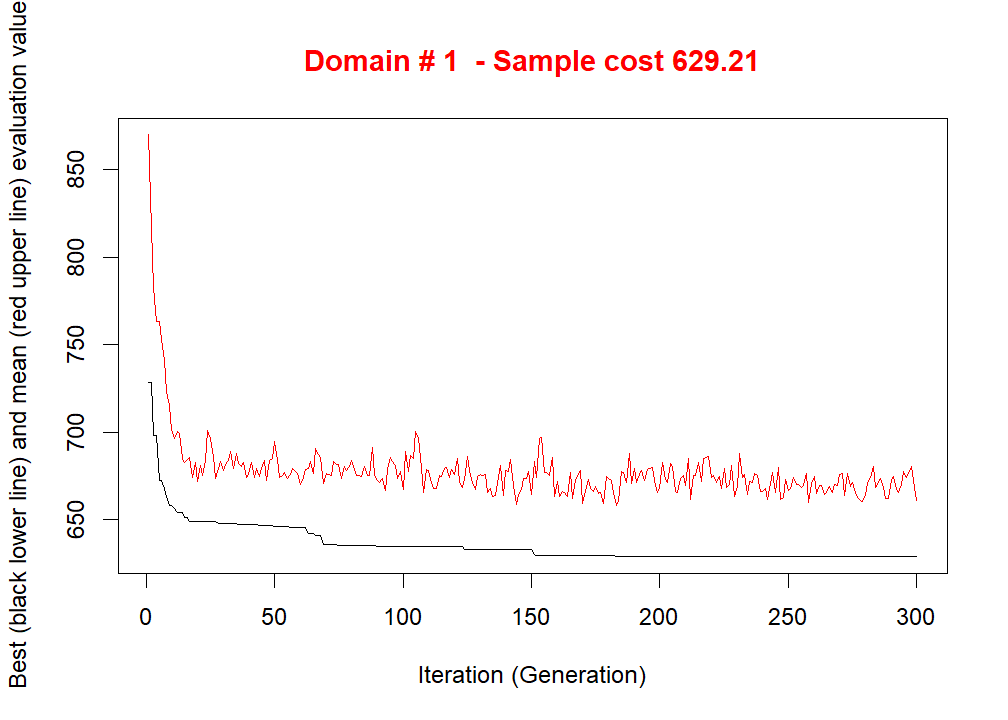 Domain # 1 - Sample cost 629.21
Best (black lower line) and mean (red upper line) evaluation value
850
800
750
700
650
0 50 100 150 200 250 300
Iteration (Generation)